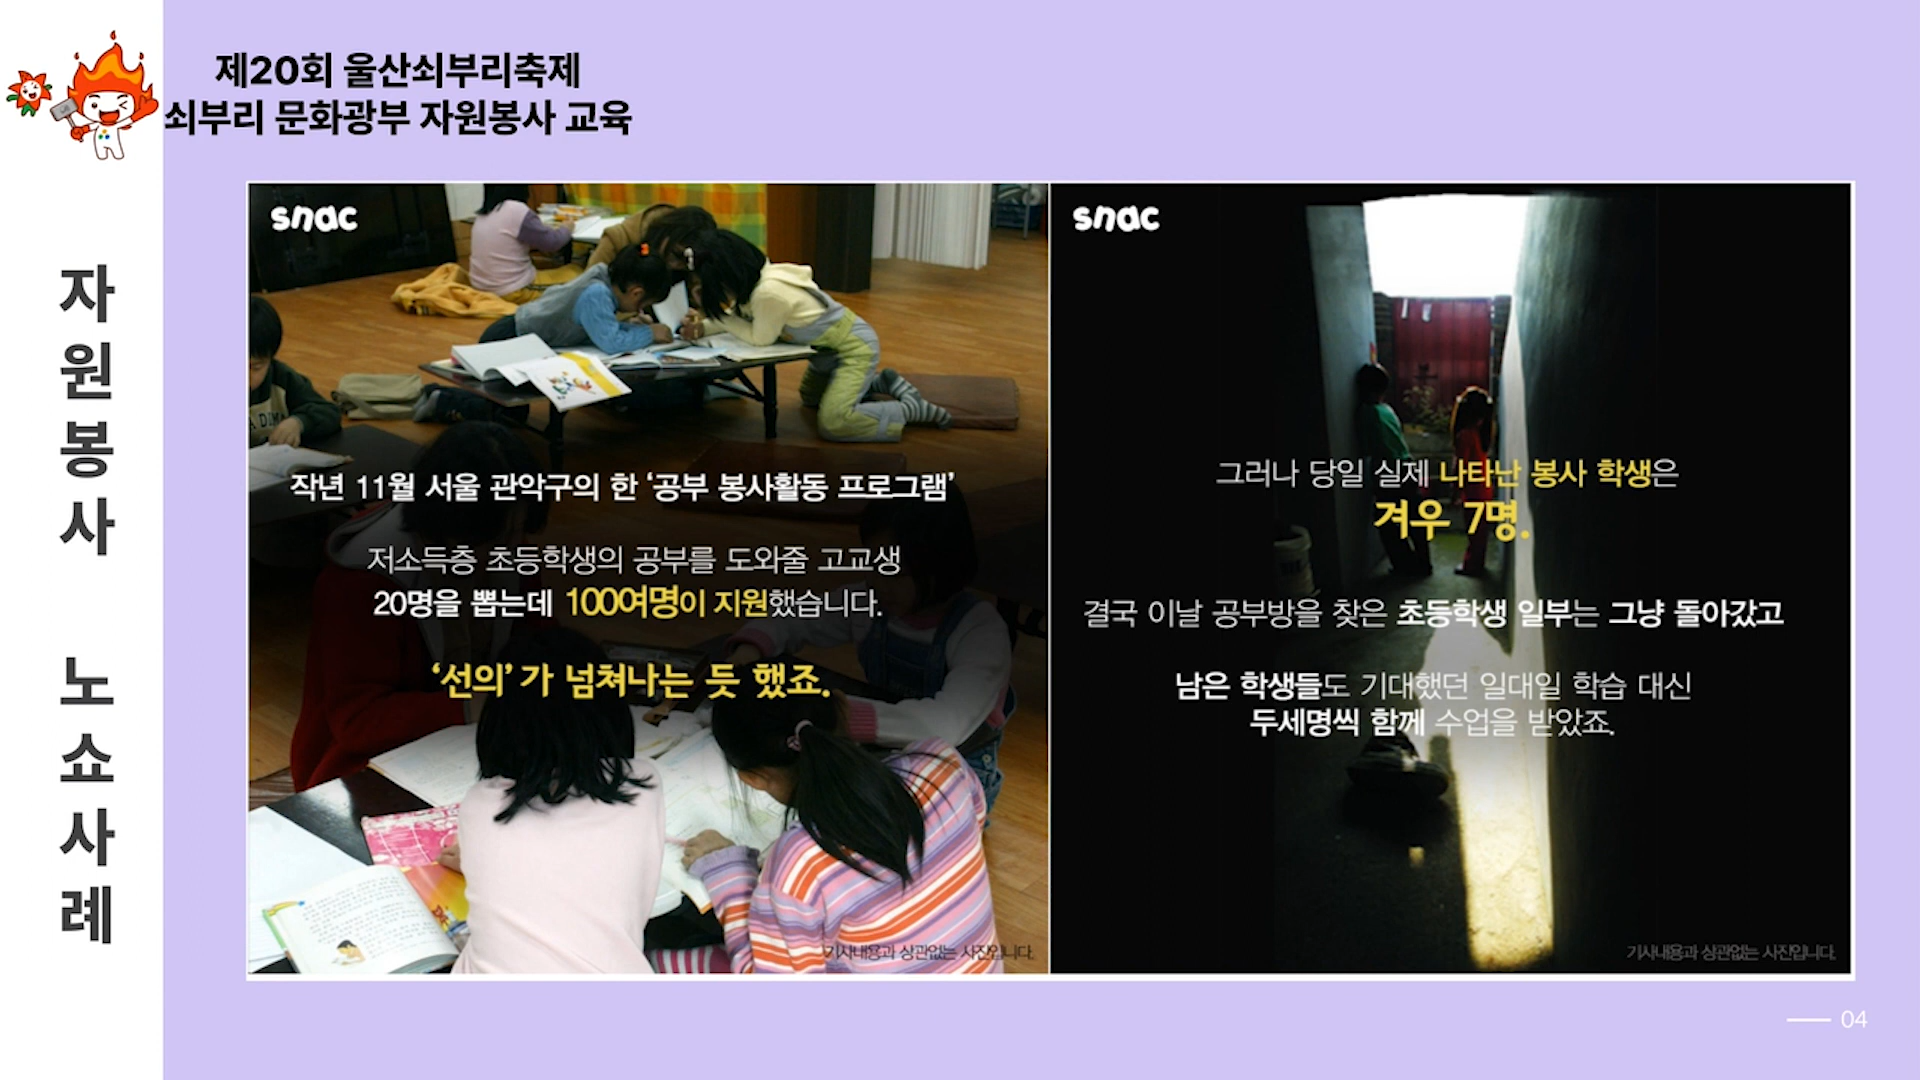 제20회 울산쇠부리축제
쇠부리 문화광부 자원봉사 교육
자원봉사 노쇼사례
snac
작년 11월 서울 관악구의 한 ‘공부 봉사활동 프로그램’
저소득층 초등학생의 공부를 도와줄 고교생
20명을 뽑는데 100여명이 지원했습니다.
‘선의’가 넘쳐나는 듯 했죠.
기사내용과 상관없는 사진입니다.
snac
그러나 당일 실제 나타난 봉사 학생은
겨우 7명.
결국 이날 공부방을 찾은 초등학생 일부는 그냥 돌아갔고
남은 학생들도 기대했던 일대일 학습 대신
두세명씩 함께 수업을 받았죠.
기사내용과 상관없는 사진입니다.
04